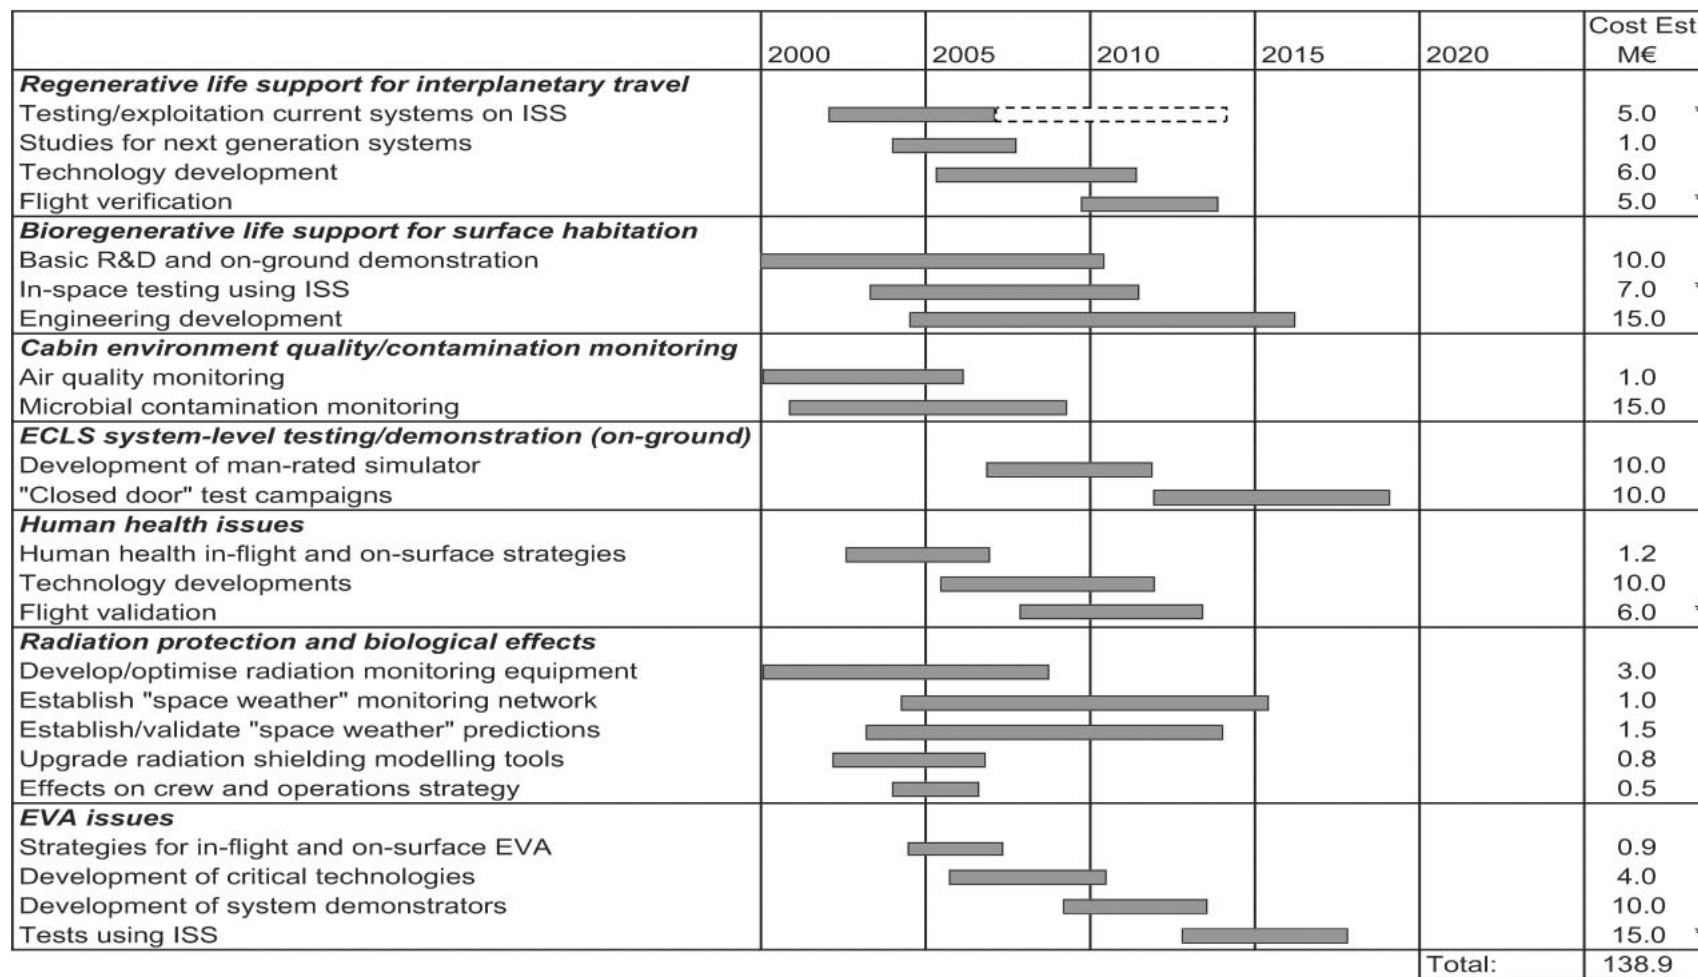 Cost Est
2000 2005 2010 2015 2020 M€
Regenerative life support for interplanetary travel
Testing/exploitation current systems on ISS 5.0
Studies for next generation systems 1.0
Technology development 6.0
Flight verification 5.0
Bioregenerative life support for surface habitation
Basic R&D and on-ground demonstration 10.0
In-space testing using ISS 7.0
Engineering development 15.0
Cabin environment quality/contamination monitoring
Air quality monitoring 1.0
Microbial contamination monitoring 15.0
ECLS system-level testing/demonstration (on-ground)
Development of man-rated simulator 10.0
"Closed door" test campaigns 10.0
Human health issues
Human health in-flight and on-surface strategies 1.2
Technology developments 10.0
Flight validation 6.0
Radiation protection and biological effects
Develop/optimise radiation monitoring equipment 3.0
Establish "space weather" monitoring network 1.0
Establish/validate "space weather" predictions 1.5
Upgrade radiation shielding modelling tools 0.8
Effects on crew and operations strategy 0.5
EVA issues
Strategies for in-flight and on-surface EVA 0.9
Development of critical technologies 4.0
Development of system demonstrators 10.0
Tests using ISS 15.0
Total: 138.9